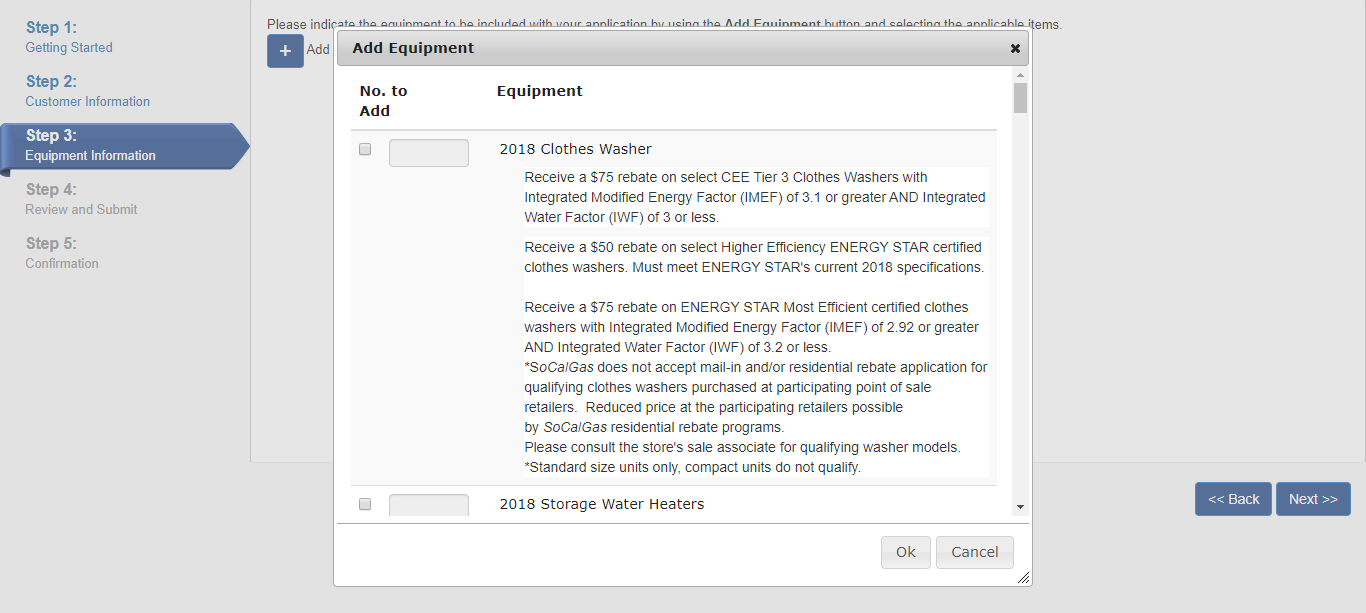 Step 1:
Getting Started
Step 2:
Customer Information
Step 3:
Equipment Information
Step 4:
Review and Submit
Step 5:
Confirmation
Please indicate the equipment to be included with your application by using the Add Equipment button and selecting the applicable items.
+ Add
Add Equipment
No. to
Add
Equipment
2018 Clothes Washer
Receive a $75 rebate on select CEE Tier 3 Clothes Washers with
Integrated Modified Energy Factor (IMEF) of 3.1 or greater AND Integrated
Water Factor (IWF) of 3 or less.
Receive a $50 rebate on select Higher Efficiency ENERGY STAR certified
clothes washers. Must meet ENERGY STAR's current 2018 specifications.
Receive a $75 rebate on ENERGY STAR Most Efficient certified clothes
washers with Integrated Modified Energy Factor (IMEF) of 2.92 or greater
AND Integrated Water Factor (IWF) of 3.2 or less.
*SoCalGas does not accept mail-in and/or residential rebate application for
qualifying clothes washers purchased at participating point of sale
retailers. Reduced price at the participating retailers possible
by SoCalGas residential rebate programs.
Please consult the store's sale associate for qualifying washer models.
*Standard size units only, compact units do not qualify.
2018 Storage Water Heaters
Ok
Cancel
<< Back
Next >>